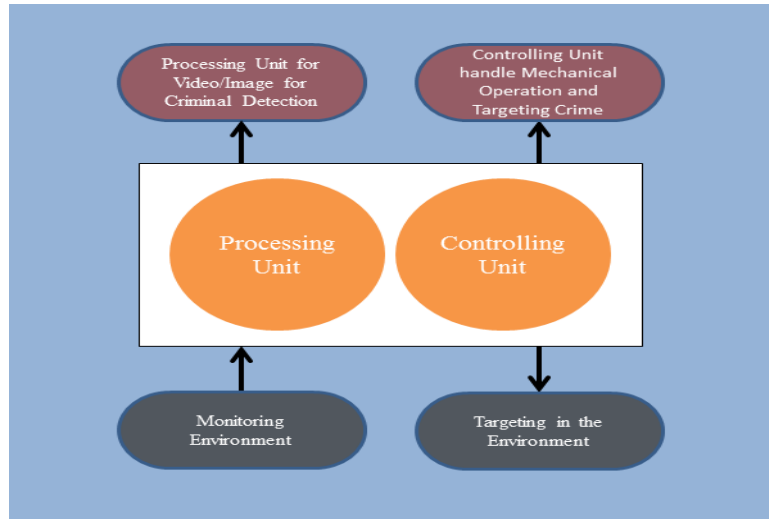 Processing Unit for
Video/Image for
Criminal Detection
Controlling Unit
handle Mechanical
Operation and
Targeting Crime
Processing
Unit
Controlling
Unit
Monitoring
Environment
Targeting in the
Environment